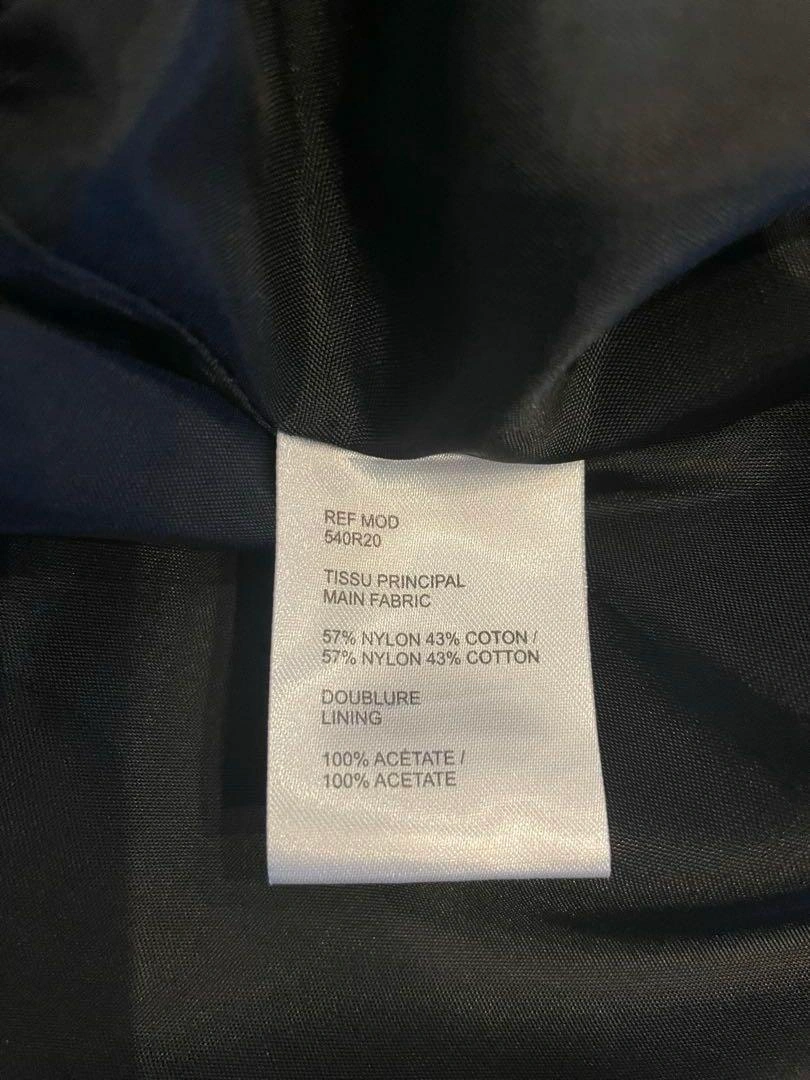 REF MOD
540R20
TISSU PRINCIPAL
MAIN FABRIC
57% NYLON 43% COTON /
57% NYLON 43% COTTON
DOUBLURE
LINING
100% ACÉTATE /
100% ACETATE